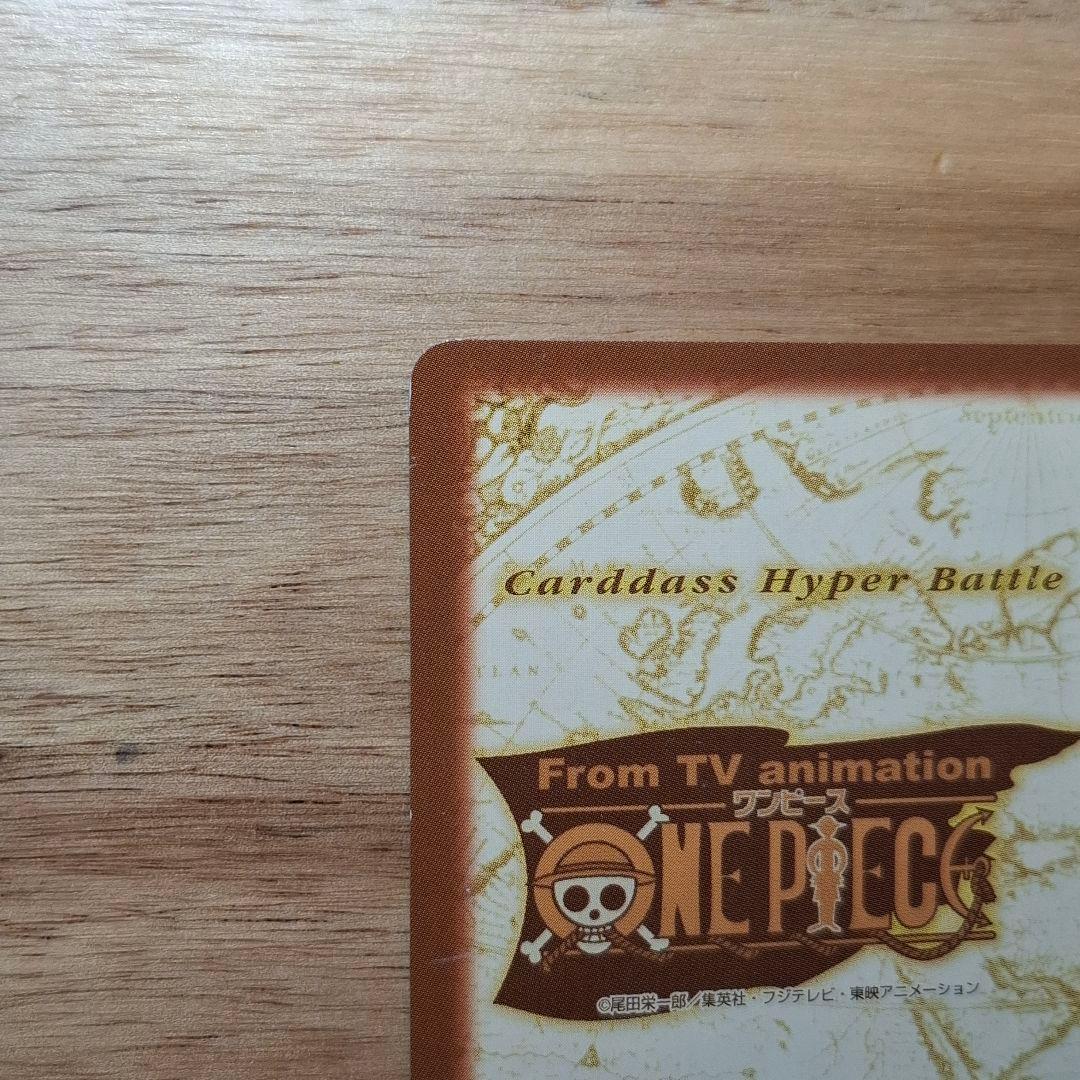 Septentrio
Carddass Hyper Battle
From TV animation
ワンピース
ONE PIECE
©尾田栄一郎/集英社・フジテレビ・東映アニメーション